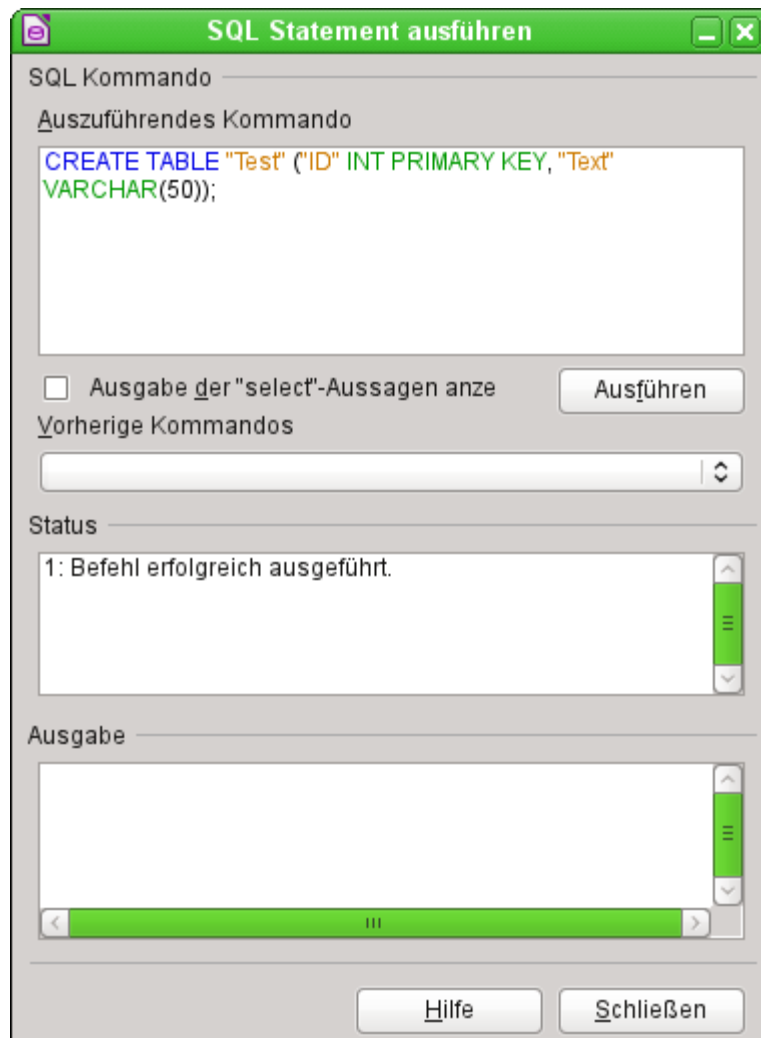 SQL Statement ausführen
SQL Kommando
Auszuführendes Kommando
CREATE TABLE "Test" ("ID" INT PRIMARY KEY, "Text"
VARCHAR(50));
Ausgabe der "select"-Aussagen anze
Ausführen
Vorherige Kommandos
Status
1: Befehl erfolgreich ausgeführt.
Ausgabe
Hilfe
Schließen